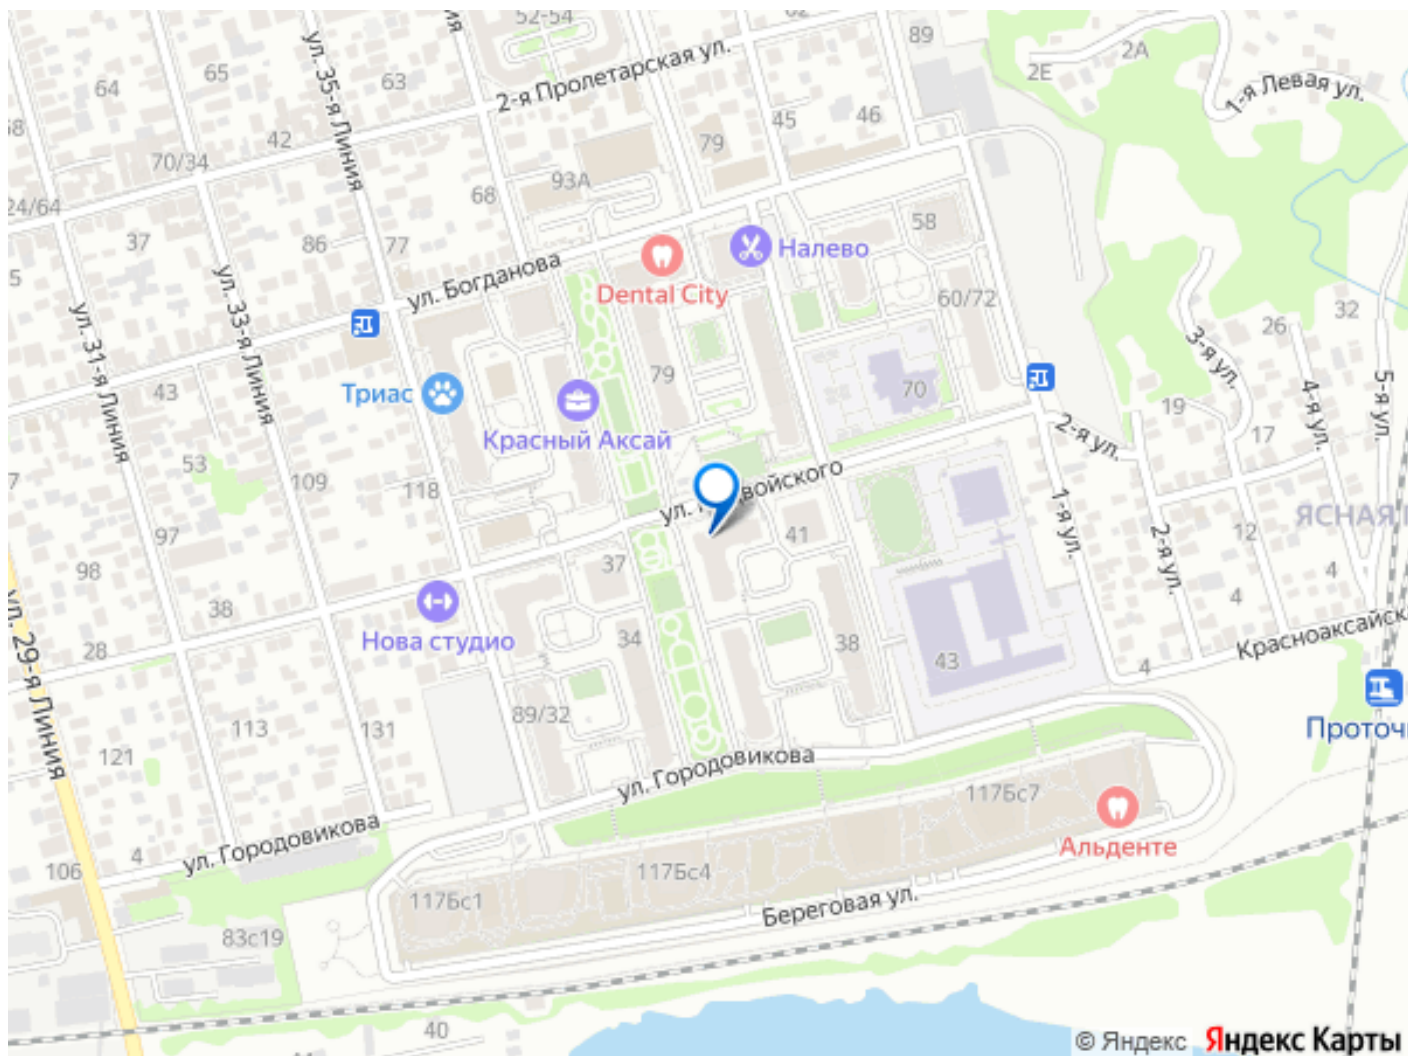 52-54
62
89
2А
2Е
1-я Левая ул.
ул. 35-я Линия
65
63
64
2-я Пролетарская ул.
42
70/34
45
46
79
93А
68
24/64
37
86
77
58
ул. Богданова
Налево
Dental City
60/72
ул. 33-я Линия
ул. 31-я Линия
26
32
3-я ул.
4-я ул.
5-я ул.
43
Триас
79
70
19
17
Красный Аксай
2-я ул.
53
109
118
97
98
ул.
войского
41
1-я ул.
2-я ул.
12
ЯСНАЯ
4
4
37
38
28
Нова студио
34
38
43
4
Красноаксайск
ул. 29-я Линия
113
131
89/32
121
Проточ
ул. Городовикова
117Бс7
Альденте
ул. Городовикова
4
106
117Бс4
117Бс1
Береговая ул.
83с19
40
© Яндекс Яндекс Карты